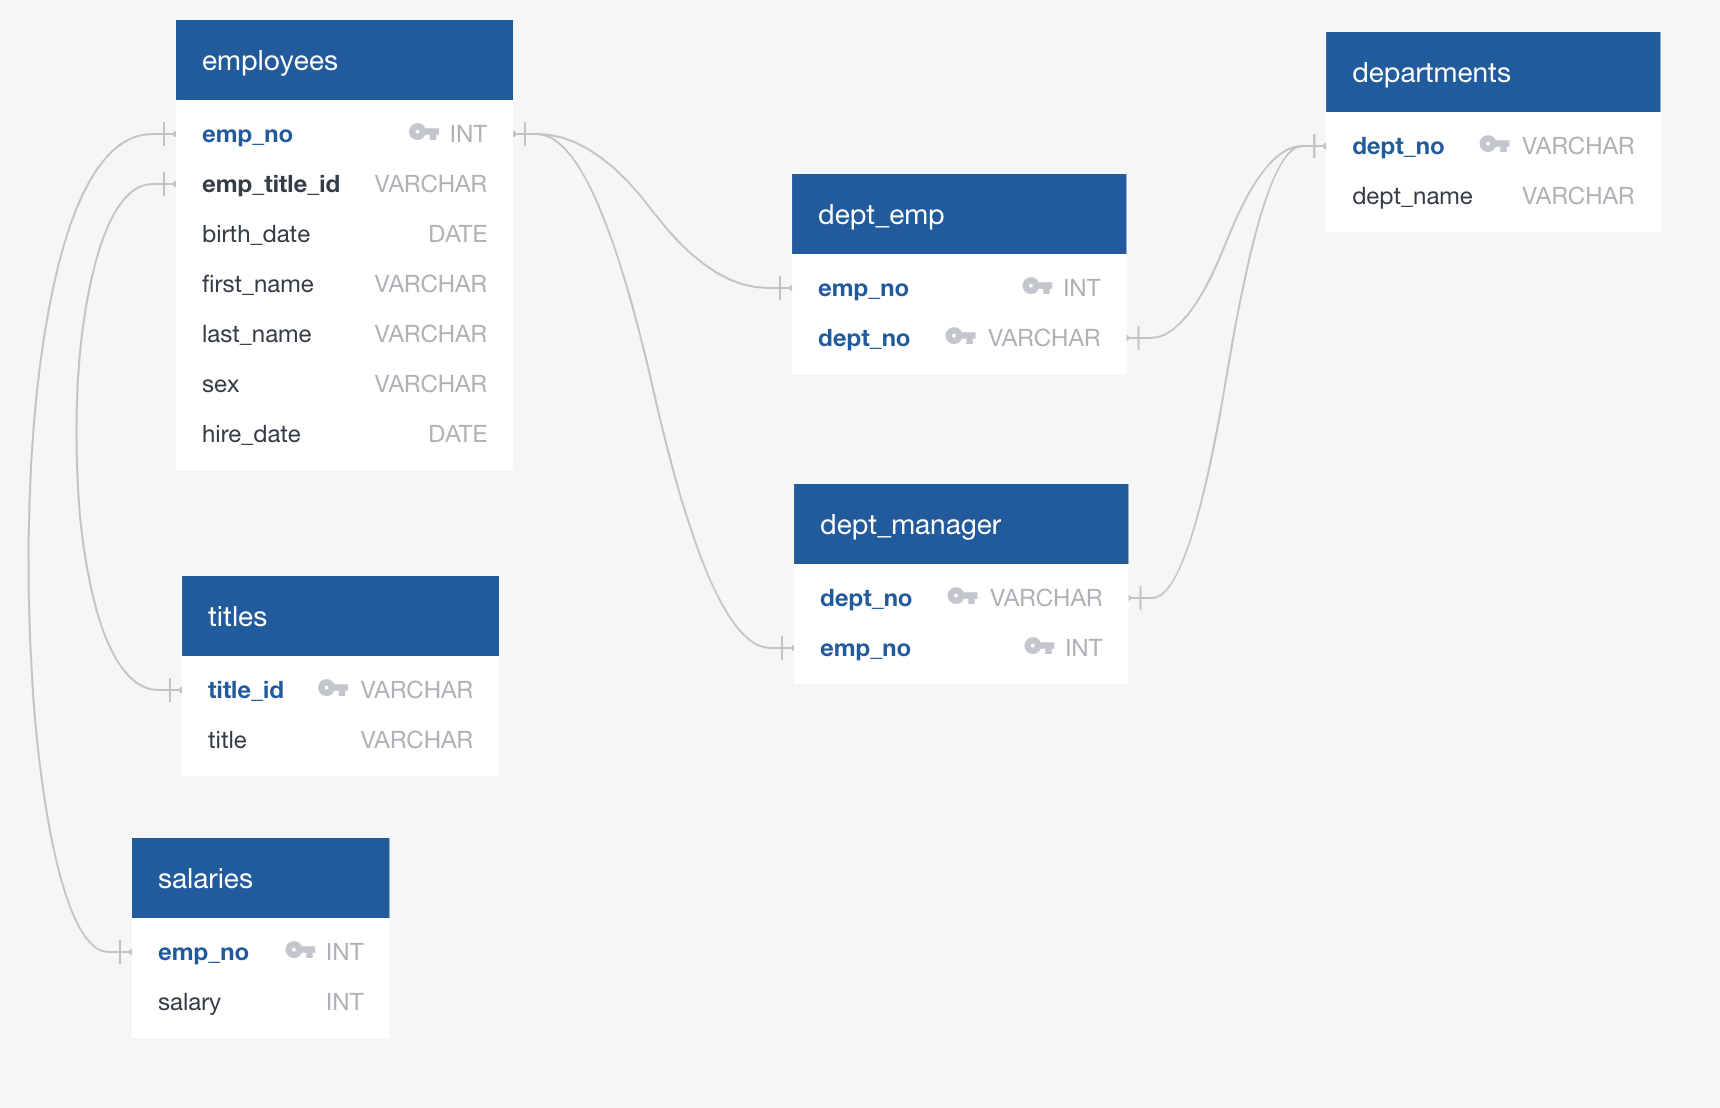 employees
emp_no INT
emp_title_id VARCHAR
birth_date DATE
first_name VARCHAR
last_name VARCHAR
sex VARCHAR
hire_date DATE
titles
title_id VARCHAR
title VARCHAR
salaries
emp_no INT
salary INT
dept_emp
emp_no INT
dept_no VARCHAR
dept_manager
dept_no VARCHAR
emp_no INT
departments
dept_no VARCHAR
dept_name VARCHAR